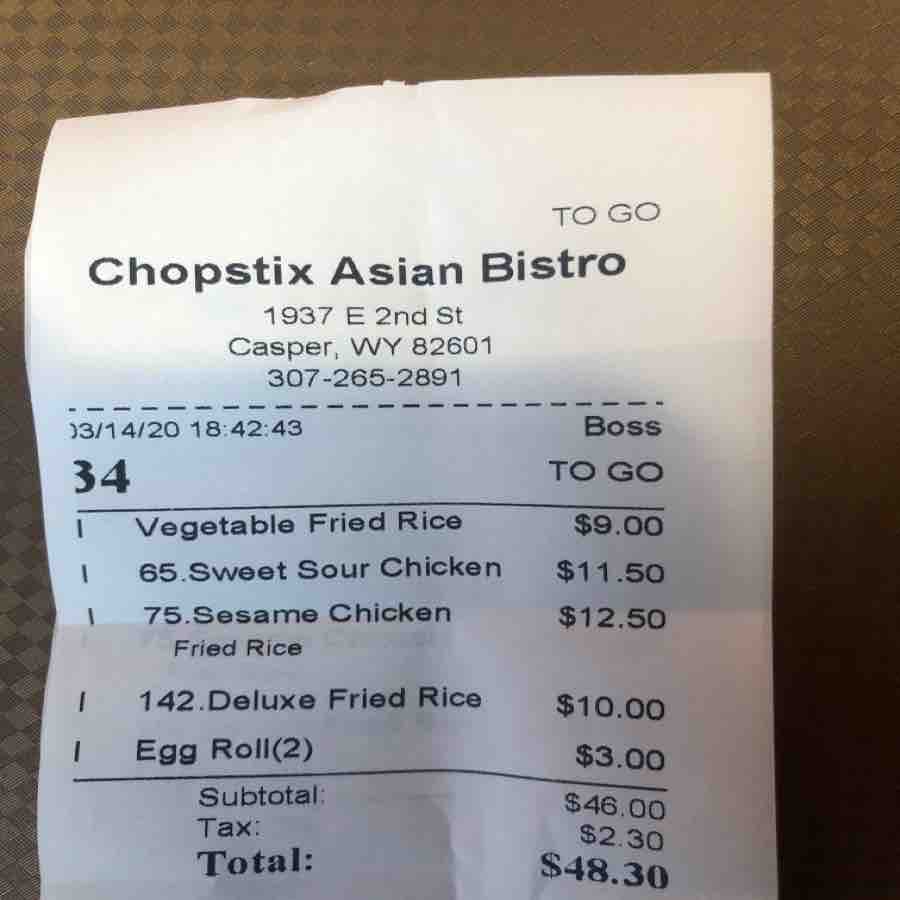 TO GO
Chopstix Asian Bistro
1937 E 2nd St
Casper, WY 82601
307-265-2891
03/14/20 18:42:43 Boss
34 TO GO
1 Vegetable Fried Rice $9.00
1 65.Sweet Sour Chicken $11.50
1 75.Sesame Chicken $12.50
Fried Rice
1 142.Deluxe Fried Rice $10.00
1 Egg Roll(2) $3.00
Subtotal: $46.00
Tax: $2.30
Total: $48.30